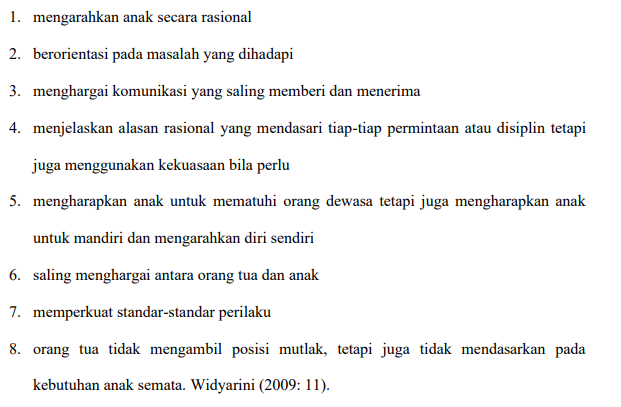 1. mengarahkan anak secara rasional
2. berorientasi pada masalah yang dihadapi
3. menghargai komunikasi yang saling memberi dan menerima
4. menjelaskan alasan rasional yang mendasari tiap-tiap permintaan atau disiplin tetapi
juga menggunakan kekuasaan bila perlu
5. mengharapkan anak untuk mematuhi orang dewasa tetapi juga mengharapkan anak
untuk mandiri dan mengarahkan diri sendiri
6. saling menghargai antara orang tua dan anak
7. memperkuat standar-standar perilaku
8. orang tua tidak mengambil posisi mutlak, tetapi juga tidak mendasarkan pada
kebutuhan anak semata. Widyarini (2009: 11).